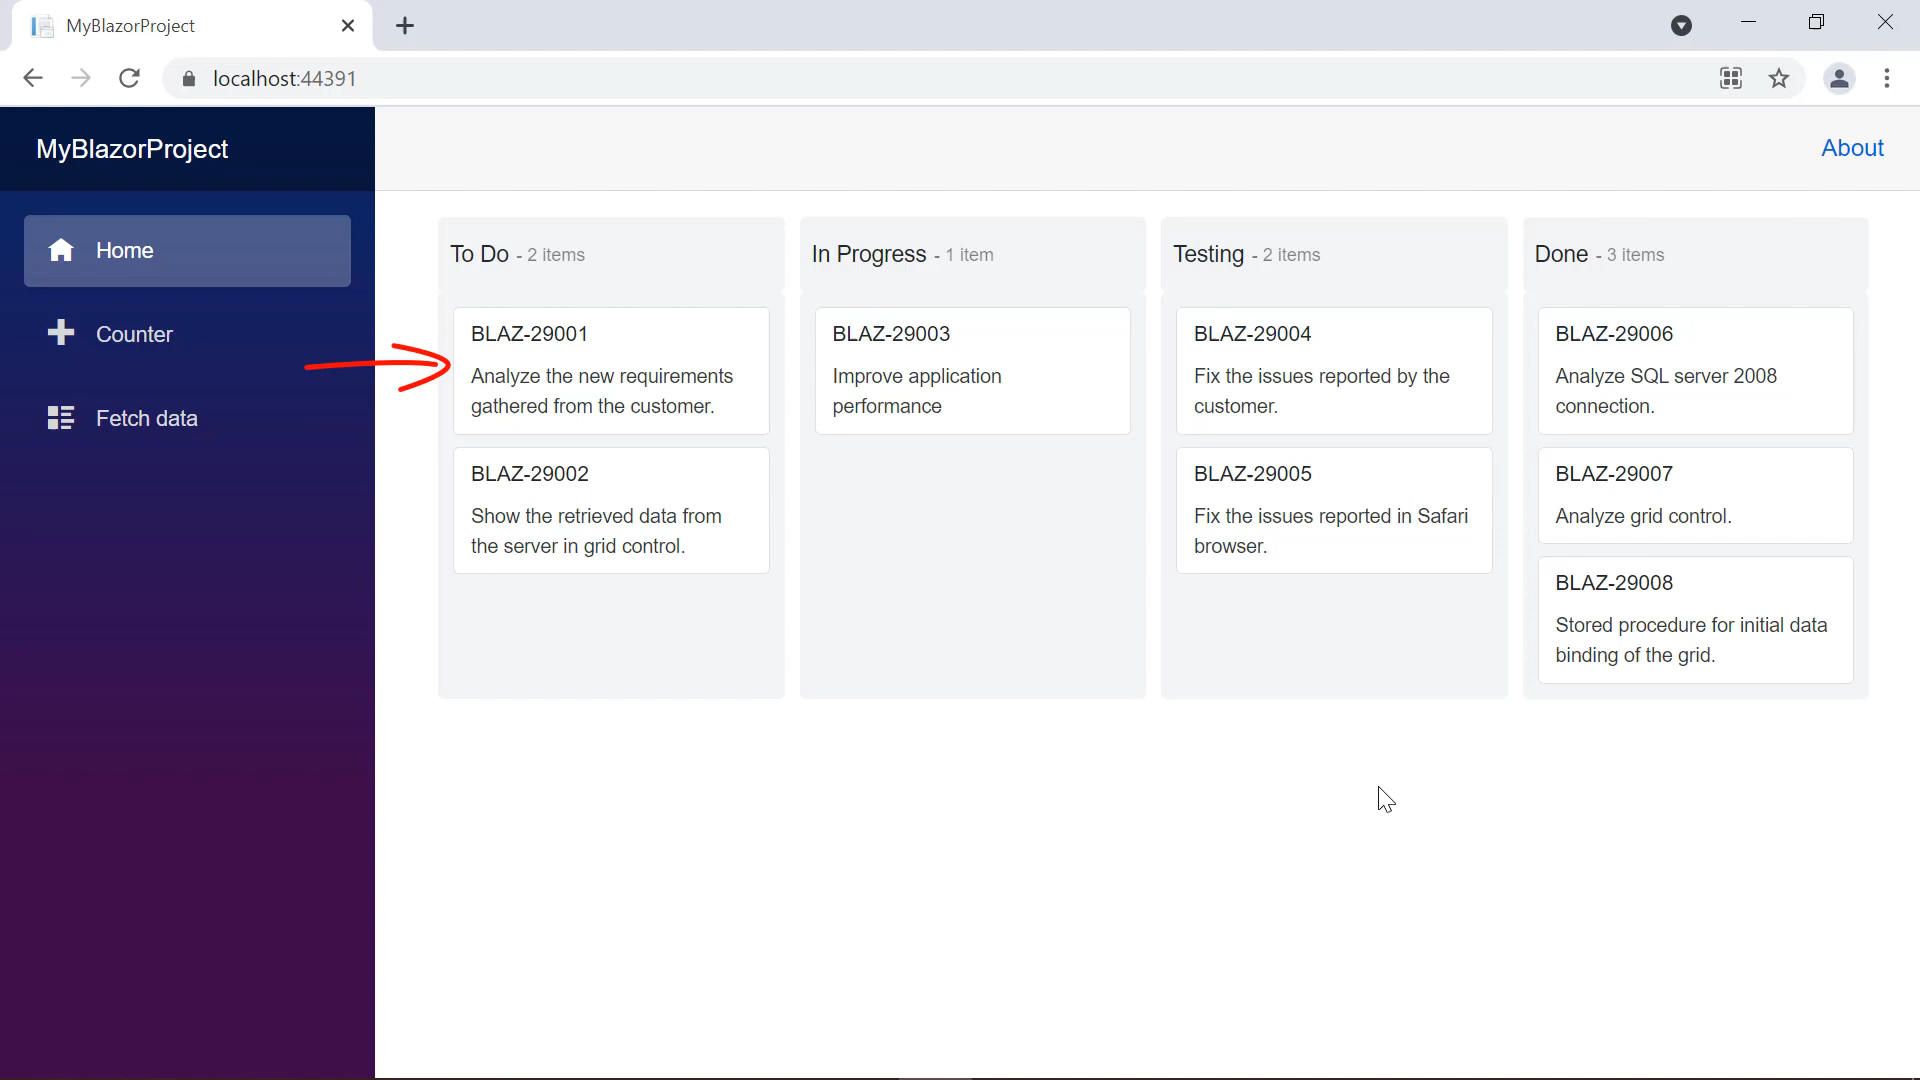 MyBlazorProject
localhost:44391
MyBlazorProject
About
Home
Counter
Fetch data
To Do - 2 items
BLAZ-29001
Analyze the new requirements
gathered from the customer.
BLAZ-29002
Show the retrieved data from
the server in grid control.
In Progress - 1 item
BLAZ-29003
Improve application
performance
Testing - 2 items
BLAZ-29004
Fix the issues reported by the
customer.
BLAZ-29005
Fix the issues reported in Safari
browser.
Done - 3 items
BLAZ-29006
Analyze SQL server 2008
connection.
BLAZ-29007
Analyze grid control.
BLAZ-29008
Stored procedure for initial data
binding of the grid.